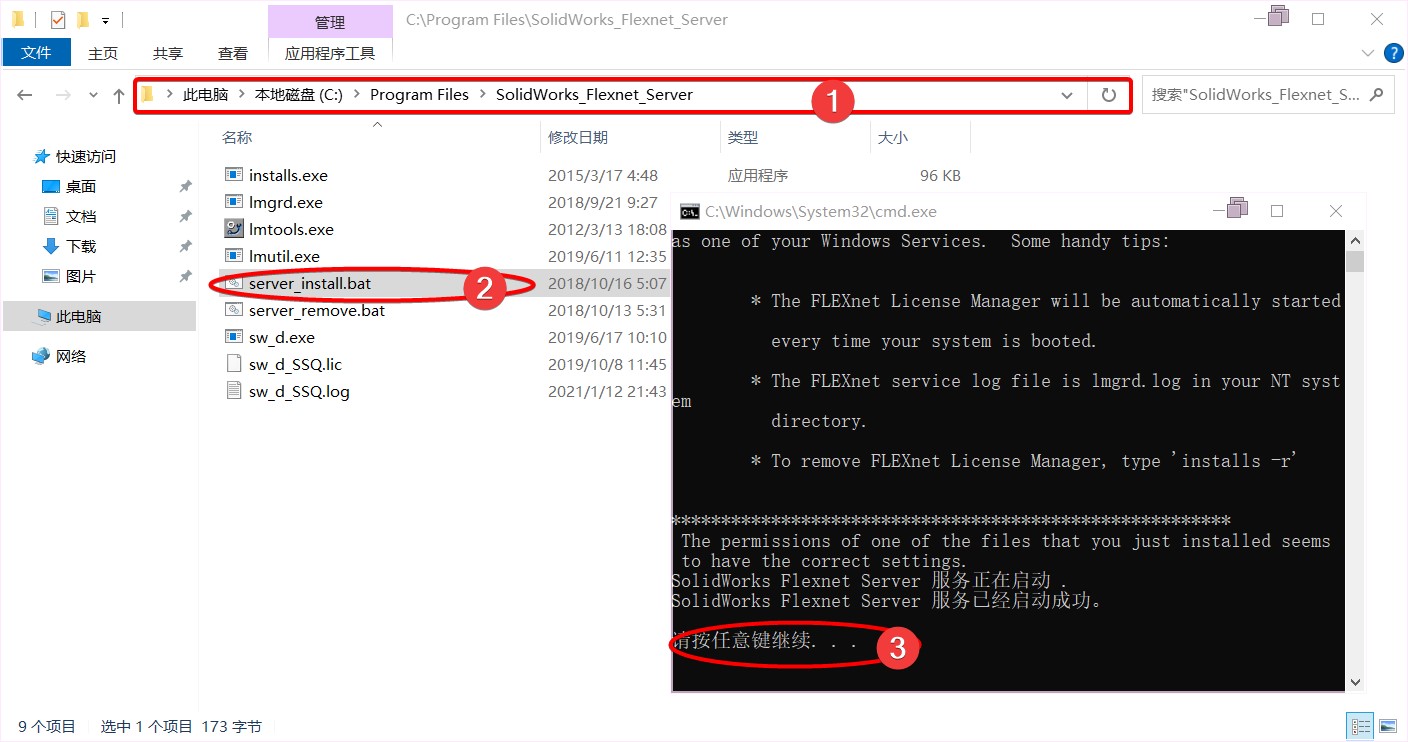 管理
C:\Program Files\SolidWorks_Flexnet_Server
文件 主页 共享 查看 应用程序工具
此电脑 本地磁盘 (C:) Program Files SolidWorks_Flexnet_Server
搜索"SolidWorks_Flexnet_S...
1
名称 修改日期 类型 大小
快速访问
桌面
文档
下载
图片
此电脑
网络
installs.exe 2015/3/17 4:48 应用程序 96 KB
lmgrd.exe 2018/9/21 9:27
lmtools.exe 2012/3/13 18:08
lmutil.exe 2019/6/11 12:35
server_install.bat 2018/10/16 5:07
2
server_remove.bat 2018/10/13 5:31
sw_d.exe 2019/6/17 10:10
sw_d_SSQ.lic 2019/10/8 11:45
sw_d_SSQ.log 2021/1/12 21:43
C:\Windows\System32\cmd.exe
as one of your Windows Services.  Some handy tips:
* The FLEXnet License Manager will be automatically started
every time your system is booted.
* The FLEXnet service log file is lmgrd.log in your NT syst
em
directory.
* To remove FLEXnet License Manager, type 'installs -r'
********************************************************
The permissions of one of the files that you just installed seems
to have the correct settings.
SolidWorks Flexnet Server 服务正在启动 .
SolidWorks Flexnet Server 服务已经启动成功。
请按任意键继续. . .
3
9 个项目 选中 1 个项目 173 字节